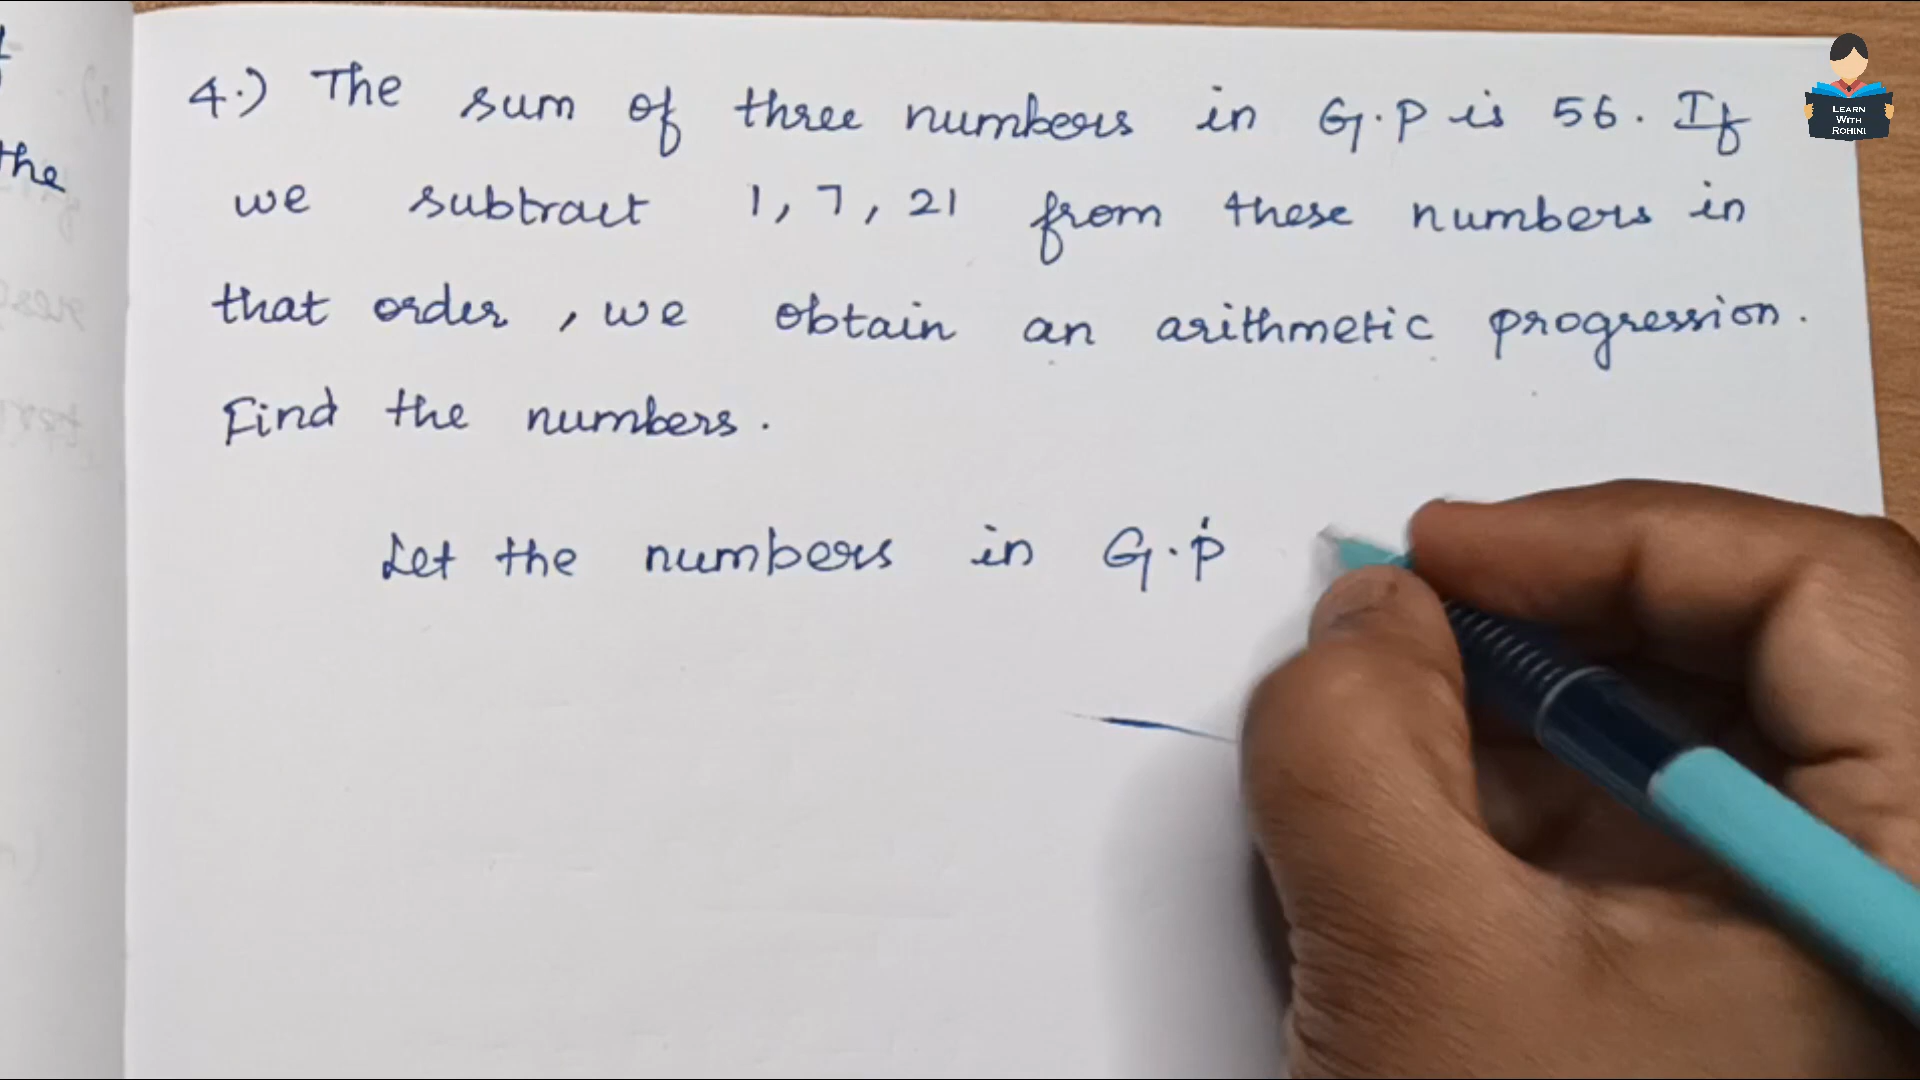 4.) The sum of three numbers in G.P is 56. If
we subtract 1, 7, 21 from these numbers in
that order, we obtain an arithmetic progression.
Find the numbers.
Let the numbers in G.P
the
LEARN
WITH
ROHINI